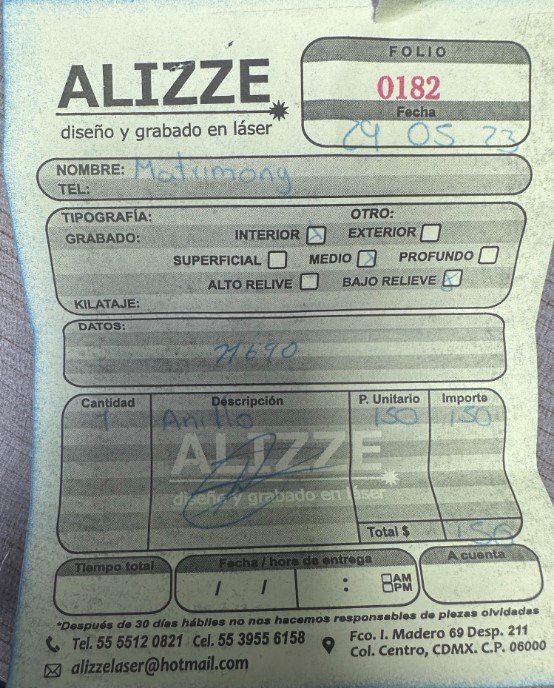 FOLIO
ALIZZE
diseño y grabado en láser
0182
Fecha
29 05 23
NOMBRE: Matrimony
TEL:
TIPOGRAFÍA: OTRO:
GRABADO: INTERIOR EXTERIOR
SUPERFICIAL MEDIO PROFUNDO
ALTO RELIVE BAJO RELIEVE
KILATAJE:
DATOS:
71690
Cantidad Descripción P. Unitario Importe
1 Anillo 150 150
ALIZZE
diseño y grabado en láser
Total $ 150
Tiempo total Fecha / hora de entrega A cuenta
/ / : AM
PM
*Después de 30 días hábiles no nos hacemos responsables de piezas olvidadas
Tel. 55 5512 0821 Cel. 55 3955 6158
alizzelaser@hotmail.com
Fco. I. Madero 69 Desp. 211
Col. Centro, CDMX. C.P. 06000